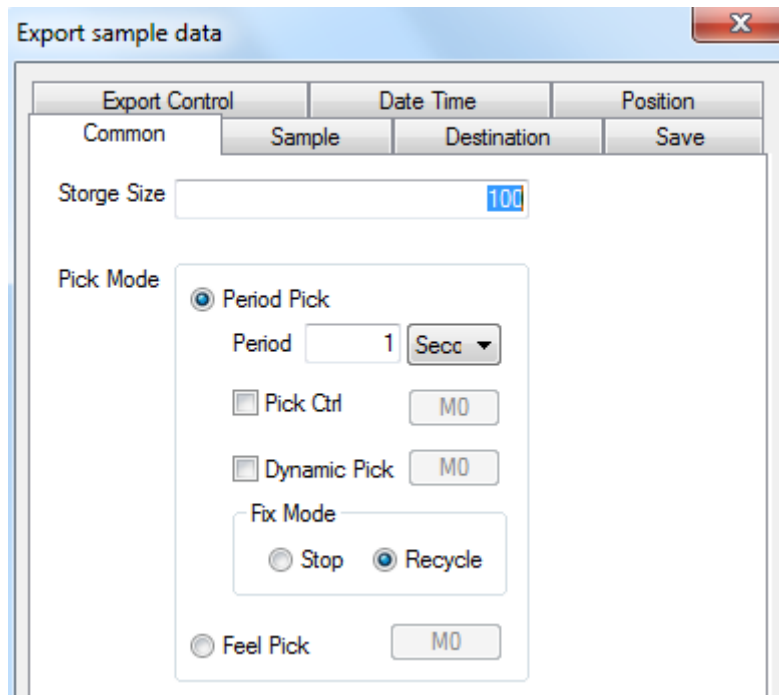 Export sample data
Export Control Date Time Position
Common Sample Destination Save
Storge Size 100
Pick Mode
Period Pick
Period 1 Secc
Pick Ctrl M0
Dynamic Pick M0
Fix Mode
Stop Recycle
Feel Pick M0